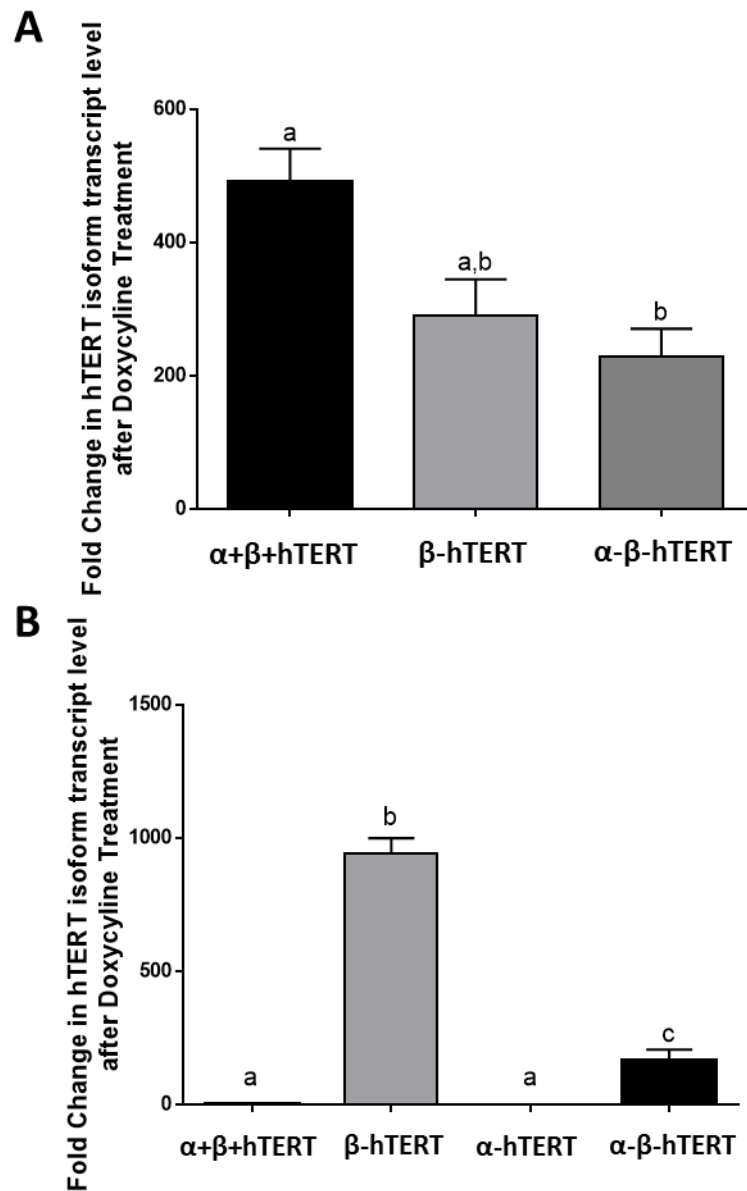 A
Fold Change in hTERT isoform transcript level
after Doxycyline Treatment
600
400
200
0
a
a,b
b
α+β+hTERT
β-hTERT
α-β-hTERT
B
Fold Change in hTERT isoform transcript level
after Doxycyline Treatment
1500
1000
500
0
a
b
a
c
α+β+hTERT
β-hTERT
α-hTERT
α-β-hTERT